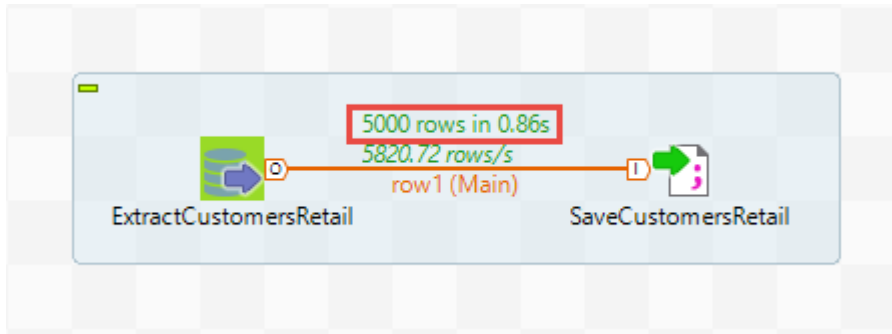 5000 rows in 0.86s
5820.72 rows/s
O
I
row1 (Main)
;
ExtractCustomersRetail
SaveCustomersRetail